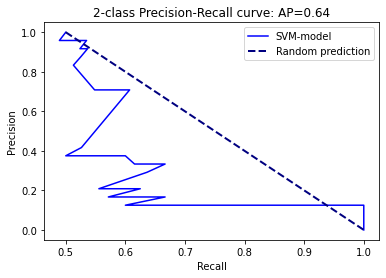 2-class Precision-Recall curve: AP=0.64
SVM-model
Random prediction
Precision
1.0
0.8
0.6
0.4
0.2
0.0
0.5
0.6
0.7
0.8
0.9
1.0
Recall